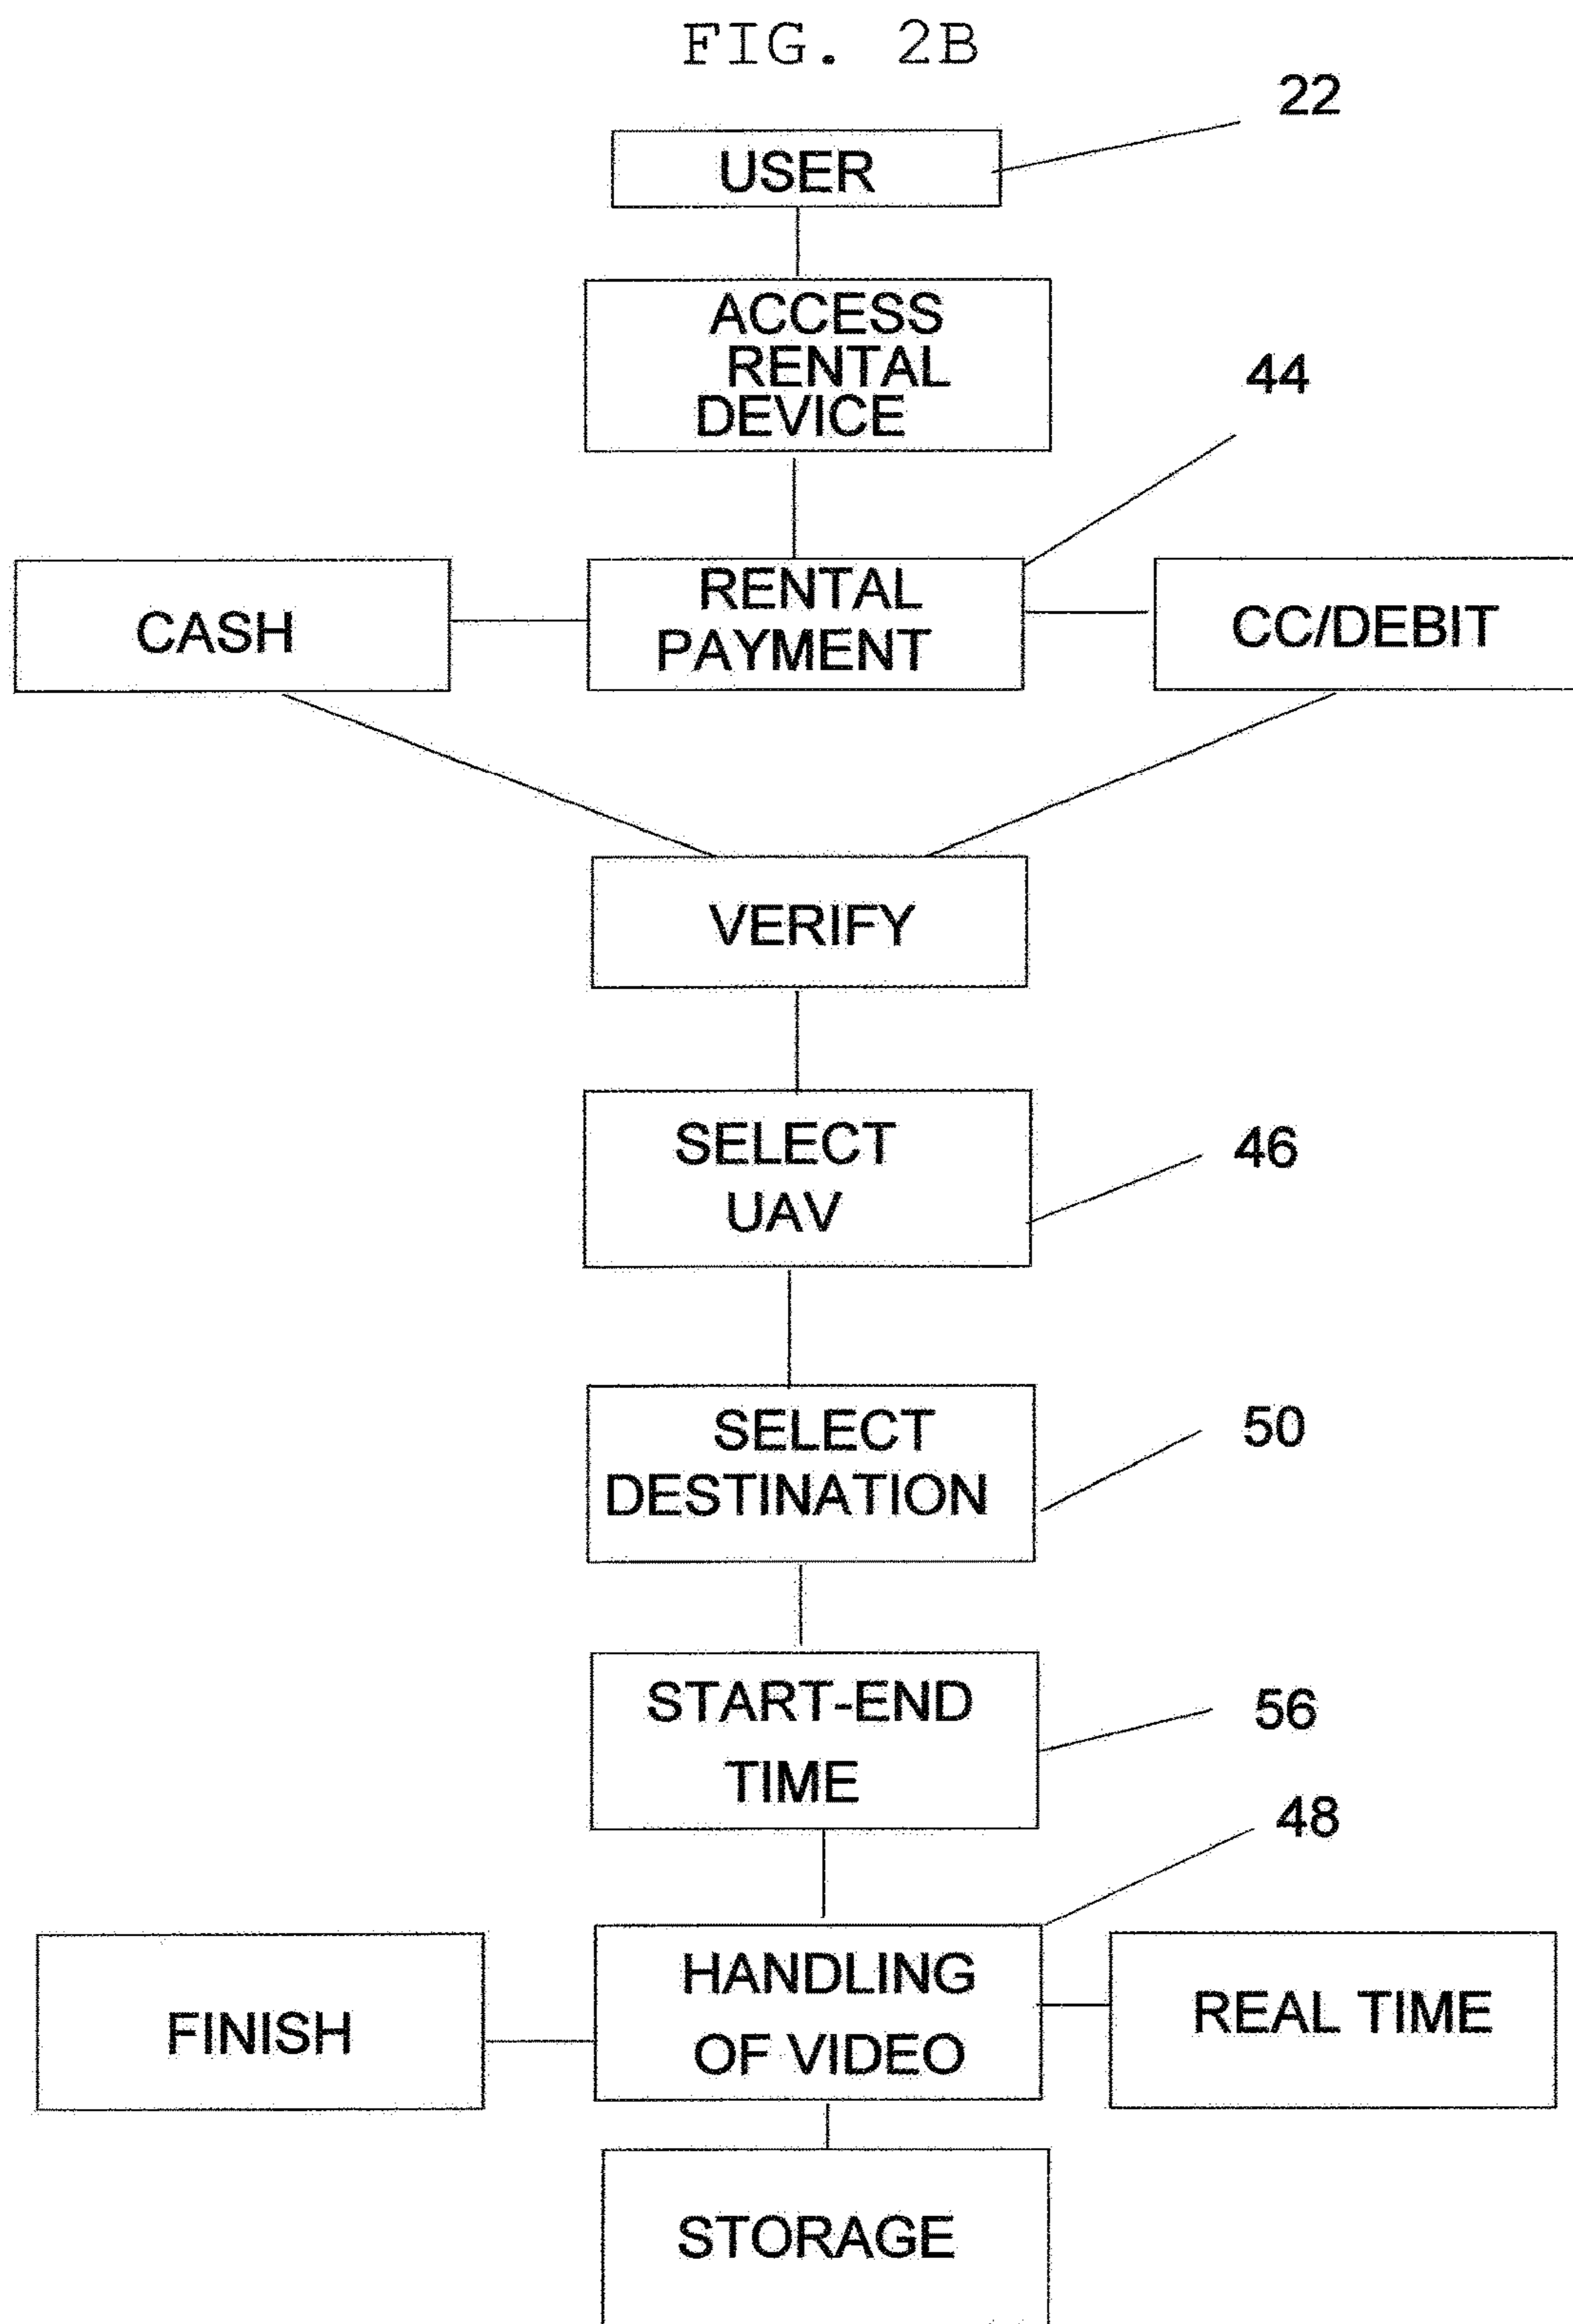 FIG. 2B
22
USER
ACCESS
RENTAL
DEVICE
44
CASH
RENTAL
PAYMENT
CC/DEBIT
VERIFY
SELECT
UAV
46
SELECT
DESTINATION
50
START-END
TIME
56
48
FINISH
HANDLING
OF VIDEO
REAL TIME
STORAGE